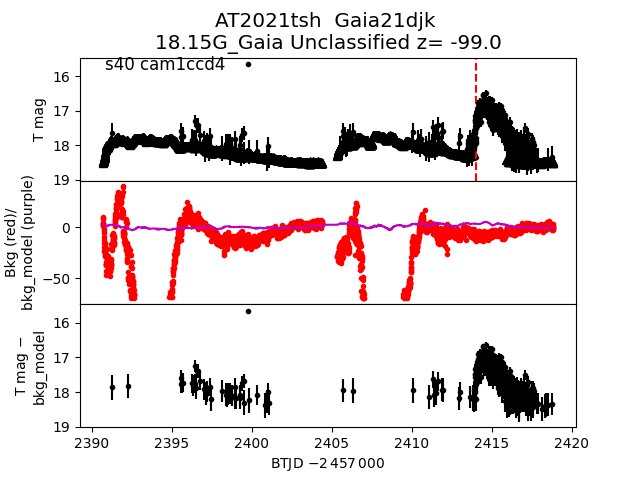 AT2021tsh  Gaia21djk
18.15G_Gaia Unclassified z= -99.0
s40 cam1ccd4
16
17
18
19
T mag
0
−50
Bkg (red)/
bkg_model (purple)
16
17
18
19
T mag −
bkg_model
2390 2395 2400 2405 2410 2415 2420
BTJD −2 457 000